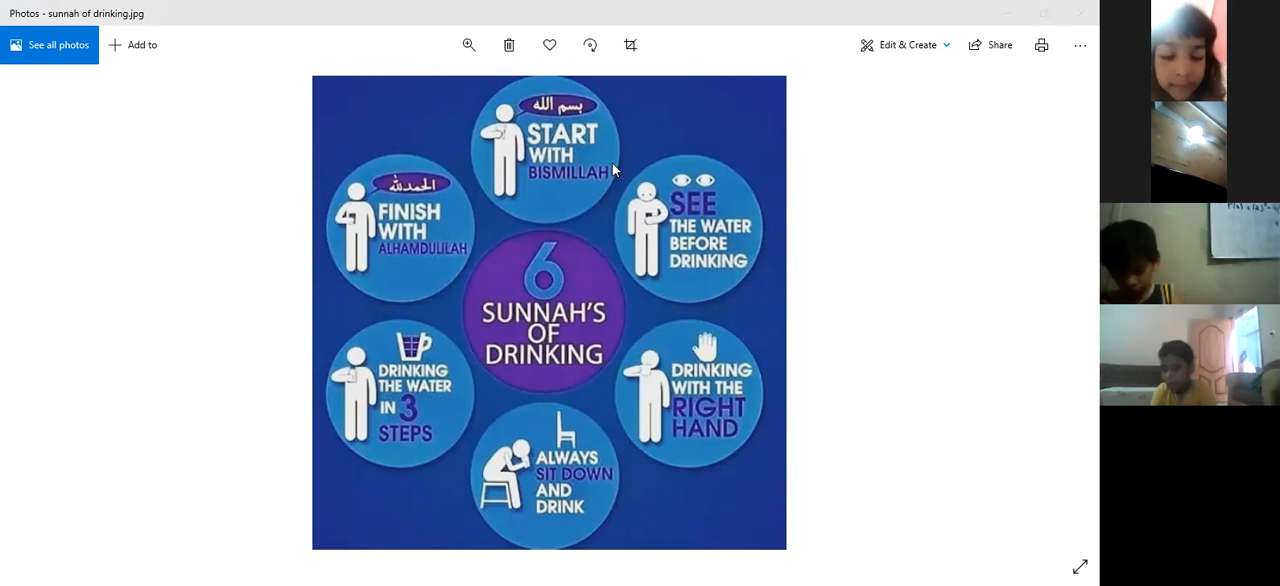 Photos - sunnah of drinking.jpg
See all photos
Add to
Edit & Create
Share
بسم الله
START
WITH
BISMILLAH
SEE
THE WATER
BEFORE
DRINKING
DRINKING
WITH THE
RIGHT
HAND
ALWAYS
SIT DOWN
AND
DRINK
DRINKING
THE WATER
IN 3
STEPS
الحمدلله
FINISH
WITH
ALHAMDULILAH
6
SUNNAH'S
OF
DRINKING